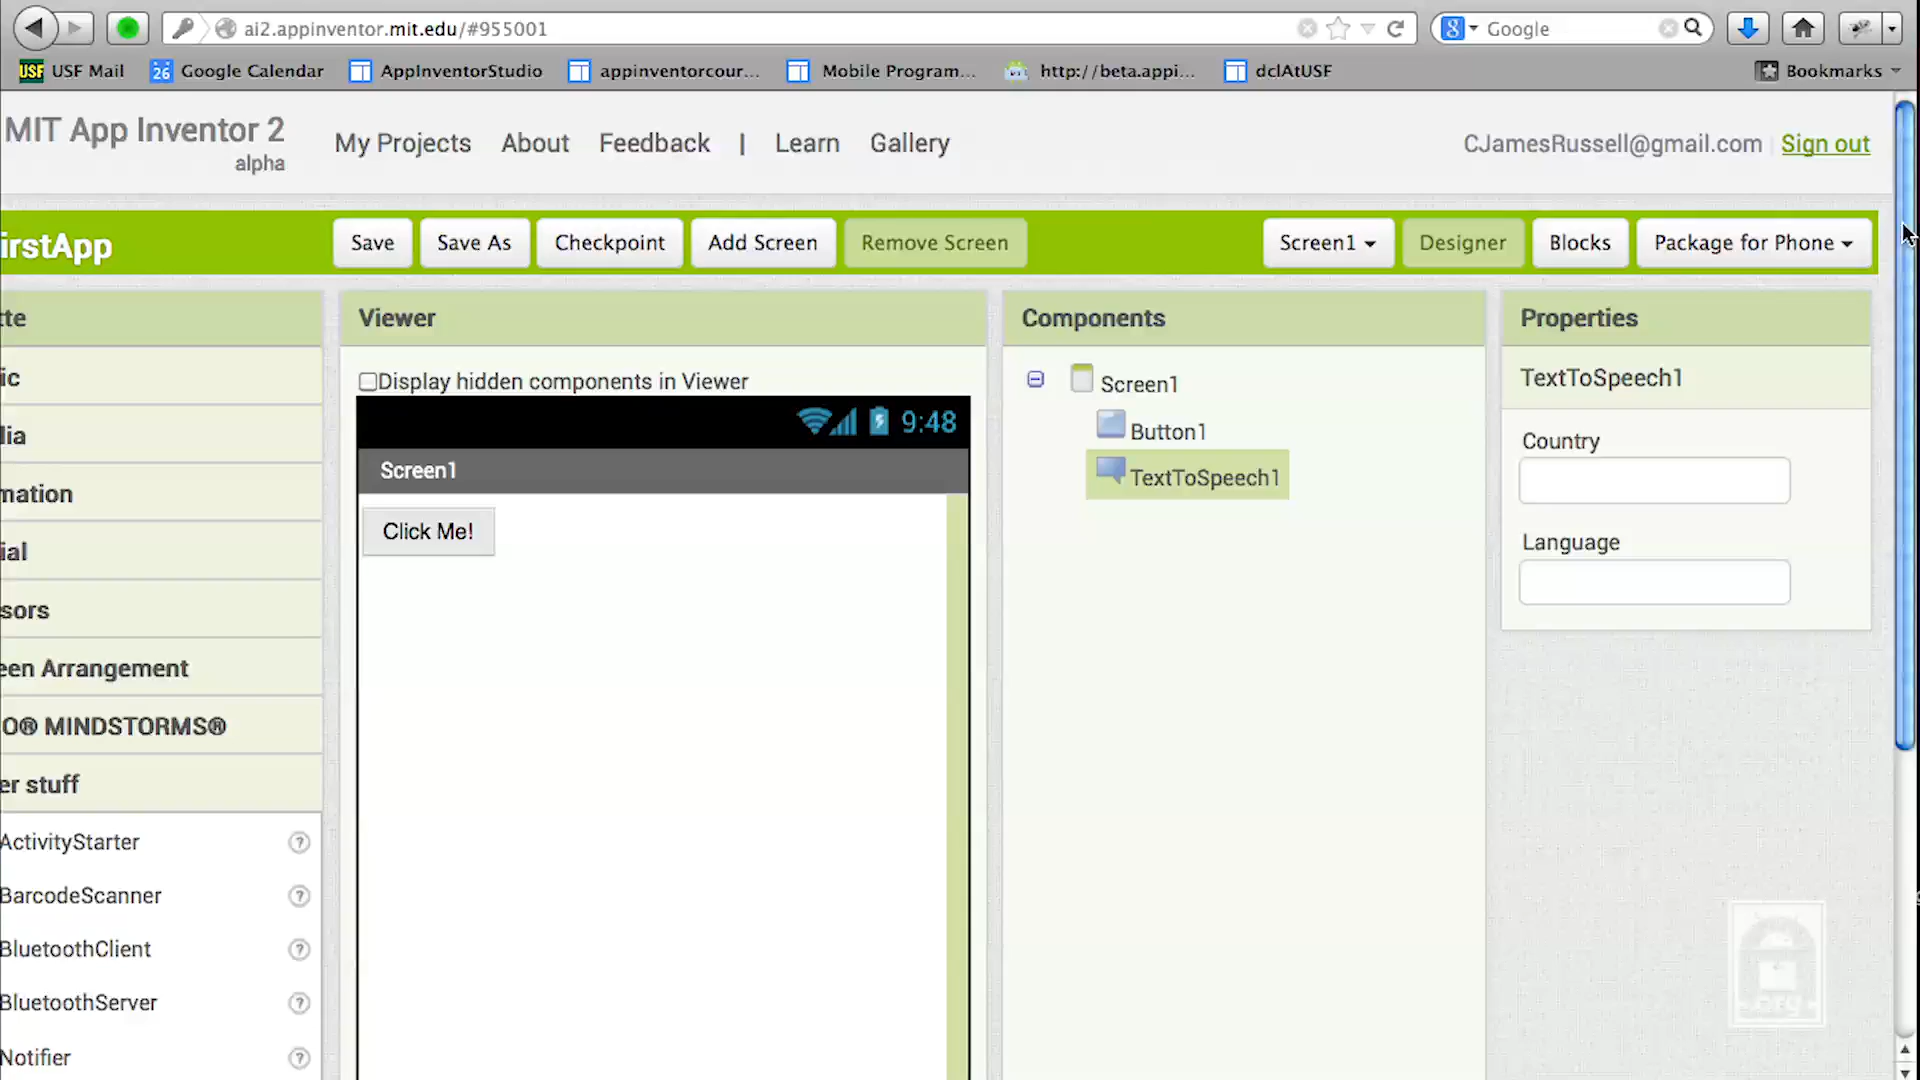 ai2.appinventor.mit.edu/#955001
Google
USF Mail
26 Google Calendar
AppInventorStudio
appinventorcour...
Mobile Program...
http://beta.appi...
dclAtUSF
Bookmarks
MIT App Inventor 2
alpha
My Projects
About
Feedback
|
Learn
Gallery
CJamesRussell@gmail.com
Sign out
irstApp
Save
Save As
Checkpoint
Add Screen
Remove Screen
Screen1
Designer
Blocks
Package for Phone
tte
ic
lia
mation
ial
sors
een Arrangement
O® MINDSTORMS®
er stuff
ActivityStarter ?
BarcodeScanner ?
BluetoothClient ?
BluetoothServer ?
Notifier ?
Viewer
Display hidden components in Viewer
9:48
Screen1
Click Me!
Components
Screen1
Button1
TextToSpeech1
Properties
TextToSpeech1
Country
Language